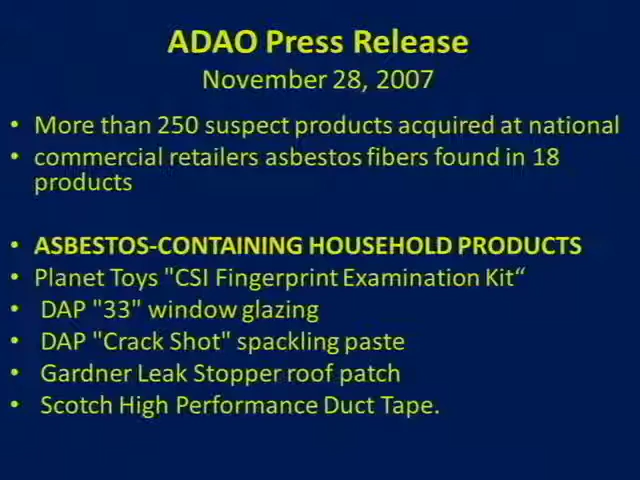 ADAO Press Release
November 28, 2007
• More than 250 suspect products acquired at national
• commercial retailers asbestos fibers found in 18
products
• ASBESTOS-CONTAINING HOUSEHOLD PRODUCTS
• Planet Toys "CSI Fingerprint Examination Kit“
• DAP "33" window glazing
• DAP "Crack Shot" spackling paste
• Gardner Leak Stopper roof patch
• Scotch High Performance Duct Tape.